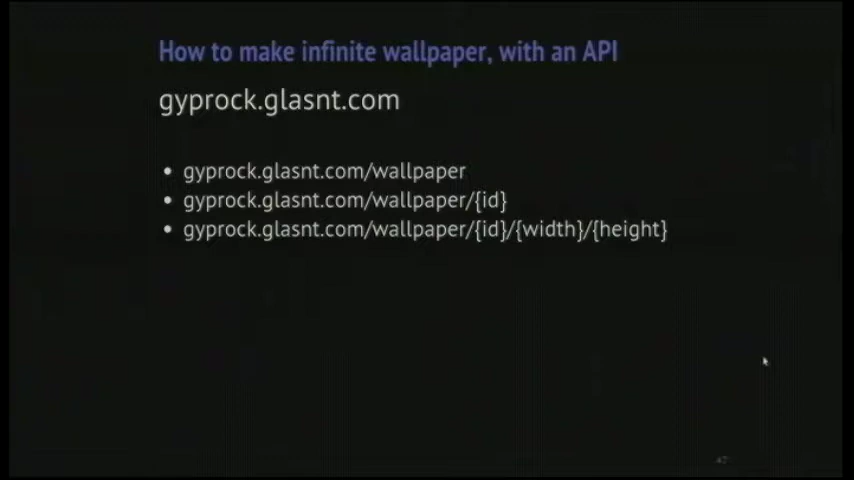 How to make infinite wallpaper, with an API
gyprock.glasnt.com
• gyprock.glasnt.com/wallpaper
• gyprock.glasnt.com/wallpaper/{id}
• gyprock.glasnt.com/wallpaper/{id}/{width}/{height}